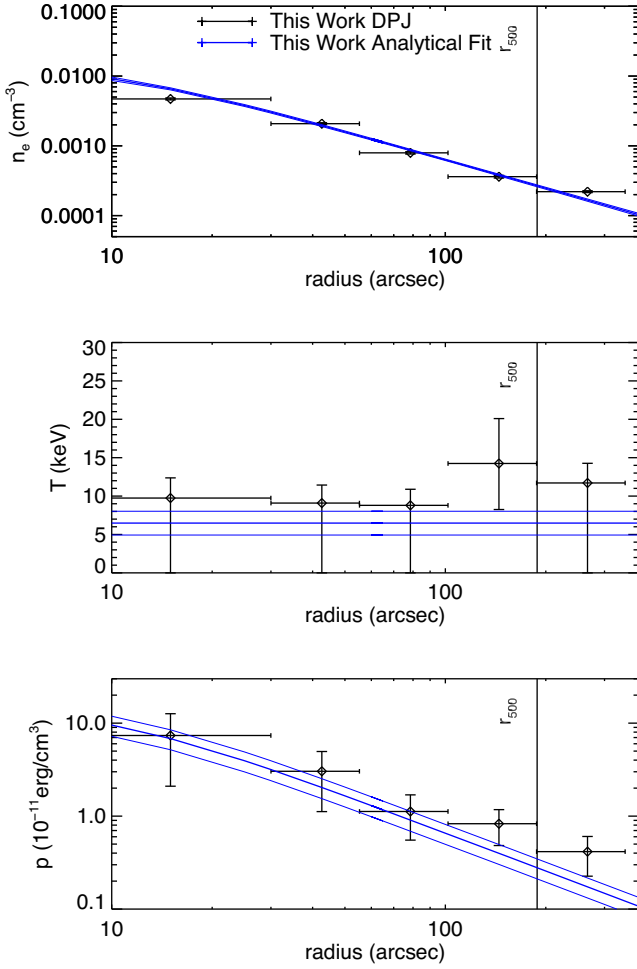 This Work DPJ
This Work Analytical Fit
r500
0.1000
0.0100
0.0010
0.0001
ne (cm−3)
10
100
radius (arcsec)
30
25
20
15
10
5
0
T (keV)
r500
10
100
radius (arcsec)
10.0
1.0
0.1
p (10−11erg/cm3)
r500
10
100
radius (arcsec)